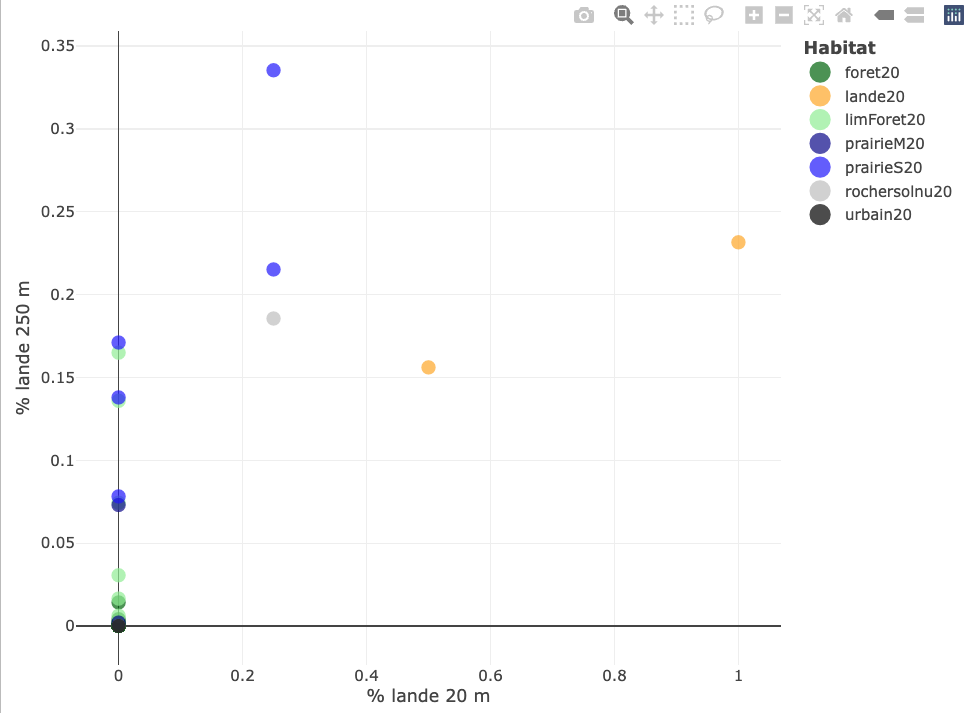 Habitat
foret20
lande20
limForet20
prairieM20
prairieS20
rochersolnu20
urbain20
% lande 250 m
0.35
0.3
0.25
0.2
0.15
0.1
0.05
0
0
0.2
0.4
0.6
0.8
1
% lande 20 m